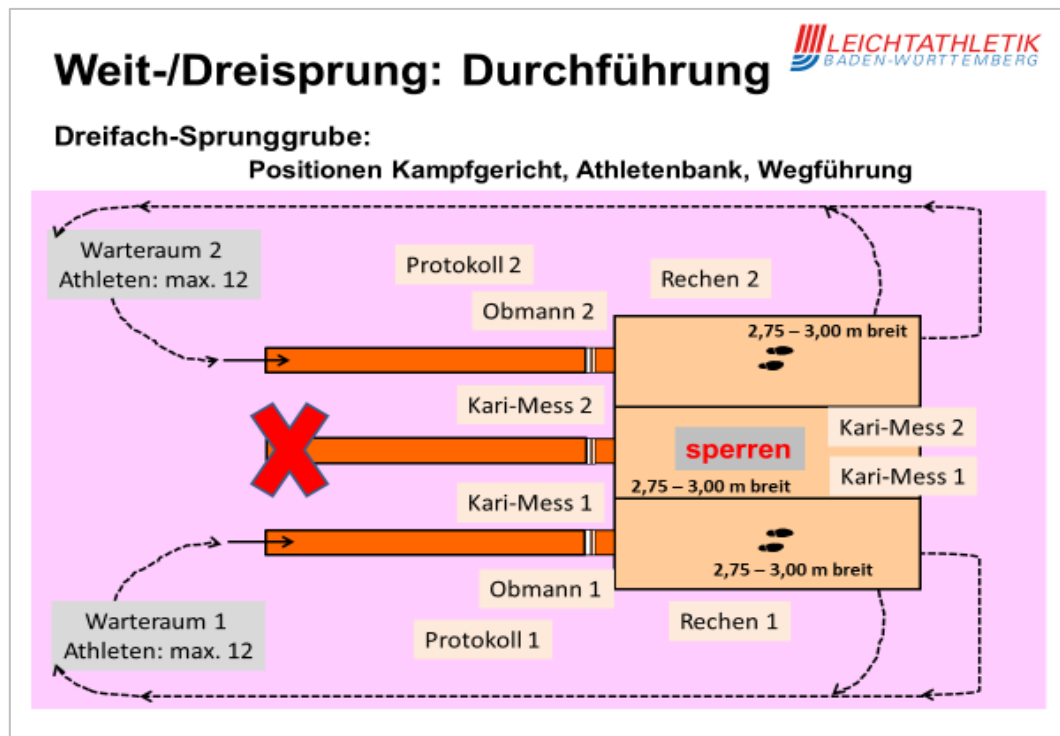 Weit-/Dreisprung: Durchführung
LEICHTATHLETIK
BADEN-WÜRTTEMBERG
Dreifach-Sprunggrube:
Positionen Kampfgericht, Athletenbank, Wegführung
Warteraum 2
Athleten: max. 12
Protokoll 2
Rechen 2
Obmann 2
2,75 – 3,00 m breit
Kari-Mess 2
Kari-Mess 2
sperren
Kari-Mess 1
2,75 – 3,00 m breit
Kari-Mess 1
2,75 – 3,00 m breit
Obmann 1
Warteraum 1
Athleten: max. 12
Protokoll 1
Rechen 1